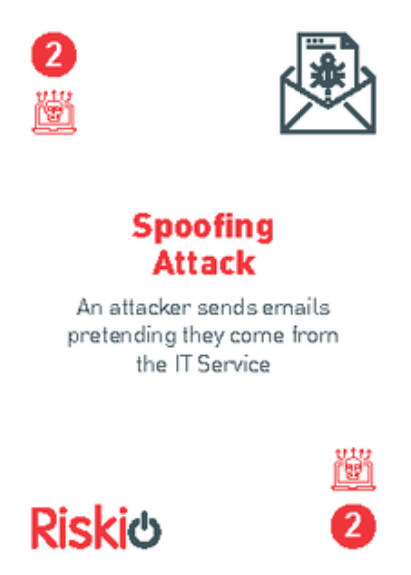 2
Spoofing
Attack
An attacker sends emails
pretending they come from
the IT Service
Riskio
2